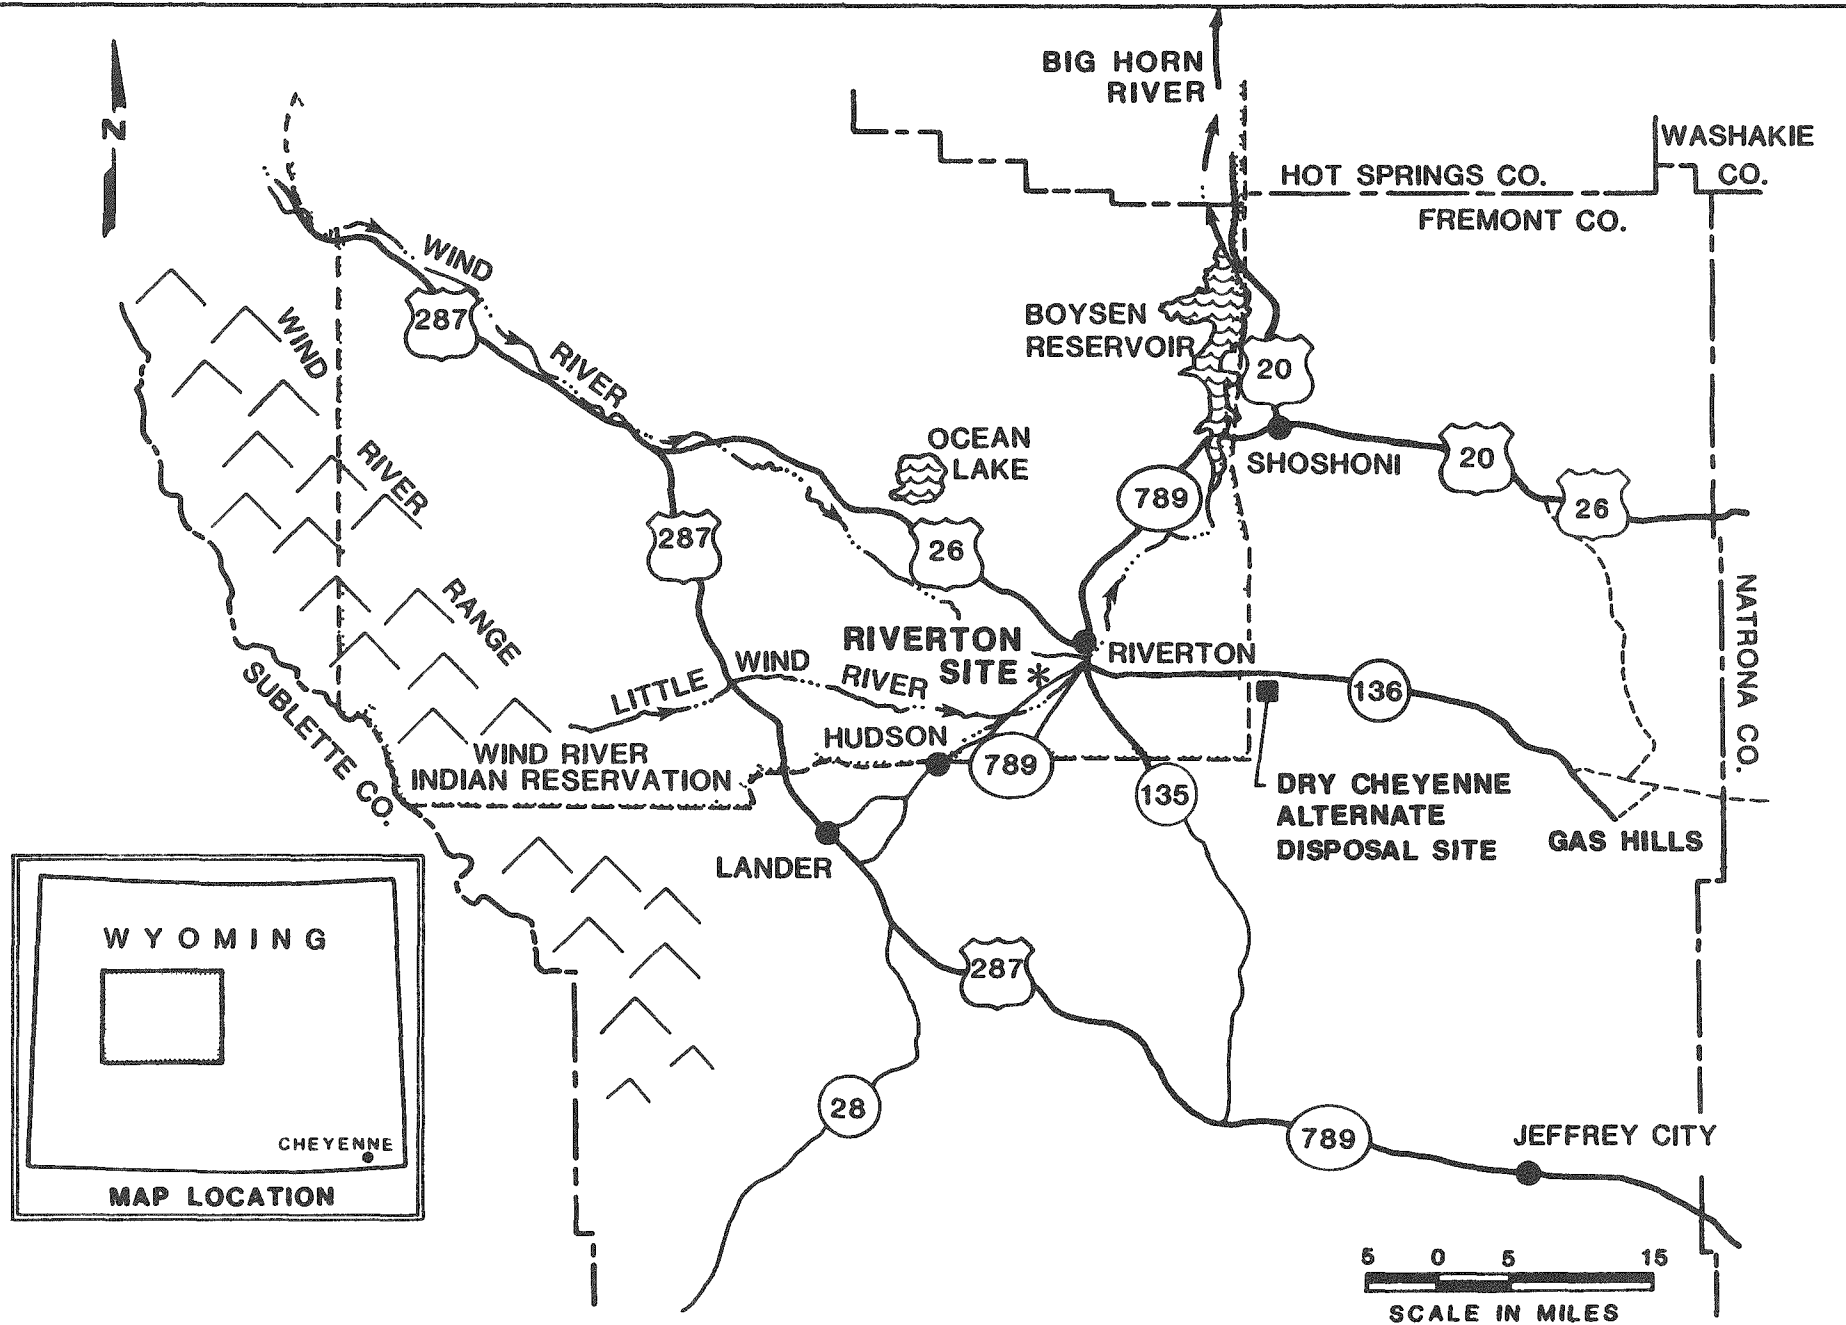 BIG HORN
RIVER
N
WASHAKIE
CO.
HOT SPRINGS CO.
FREMONT CO.
WIND
287
RIVER
WIND
RIVER
RANGE
BOYSEN
RESERVOIR
20
OCEAN
LAKE
SHOSHONI
20
26
789
287
26
NATRONA CO.
RIVERTON
SITE *
RIVERTON
136
LITTLE
WIND
RIVER
SUBLETTE CO.
HUDSON
WIND RIVER
INDIAN RESERVATION
789
135
DRY CHEYENNE
ALTERNATE
DISPOSAL SITE
GAS HILLS
LANDER
WYOMING
CHEYENNE
MAP LOCATION
287
28
789
JEFFREY CITY
5 0 5 15
SCALE IN MILES